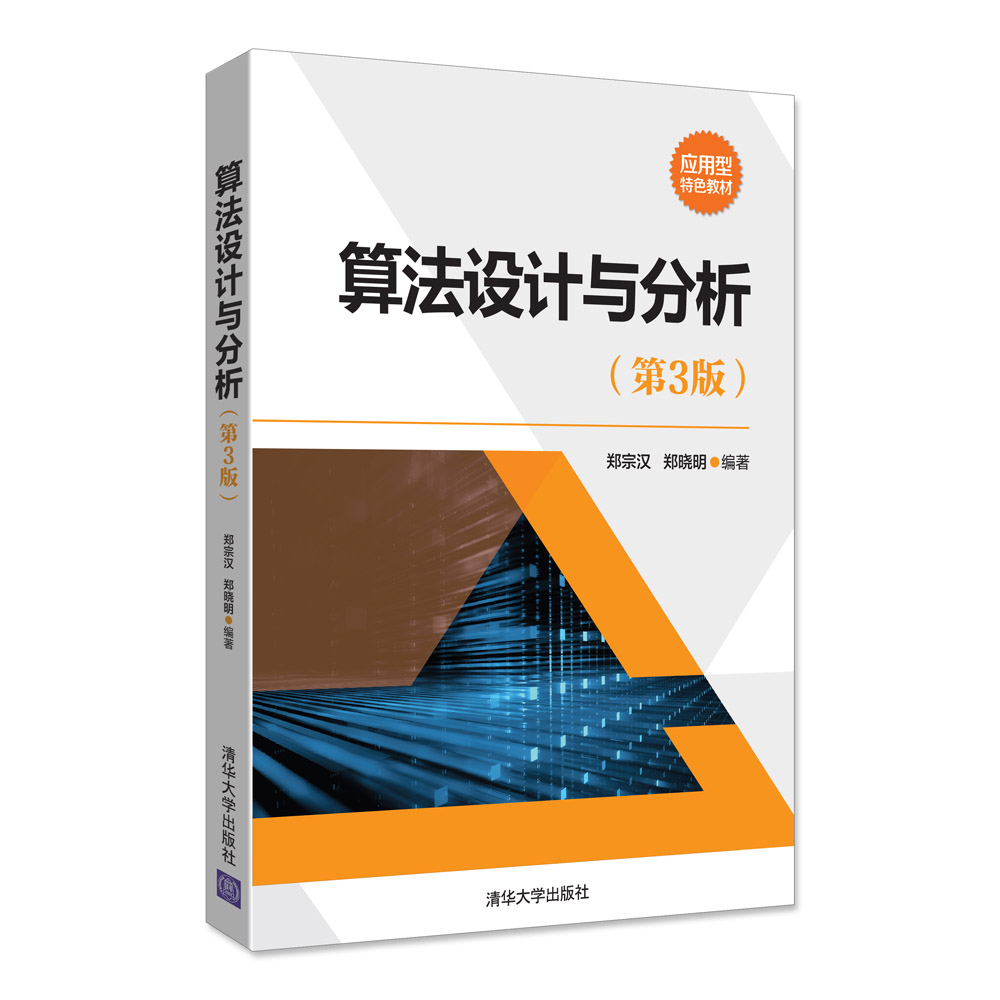 应用型
特色教材
算法设计与分析
（第3版）
郑宗汉 郑晓明●编著
清华大学出版社
算法设计与分析
（第3版）
郑宗汉 郑晓明●编著
清华大学出版社